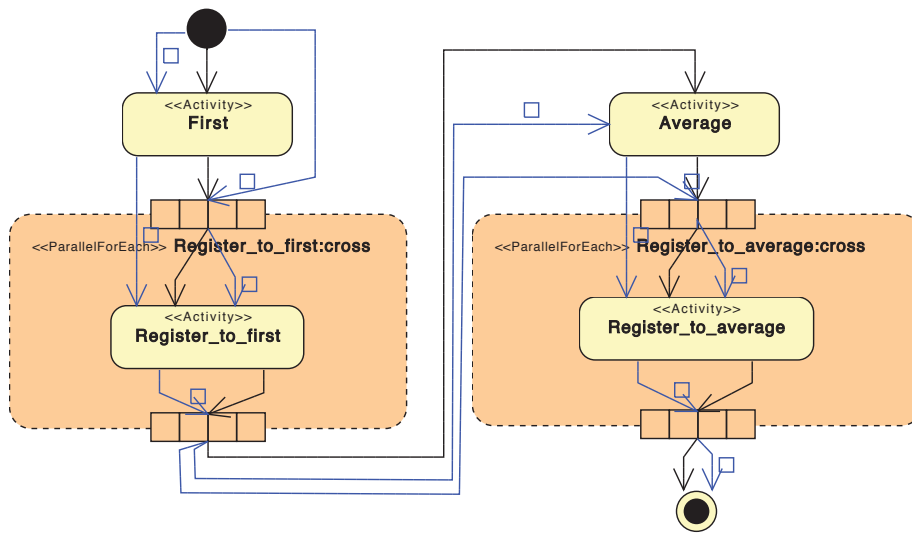 <<Activity>>
First
<<ParallelForEach>> Register_to_first:cross
<<Activity>>
Register_to_first
<<Activity>>
Average
<<ParallelForEach>> Register_to_average:cross
<<Activity>>
Register_to_average